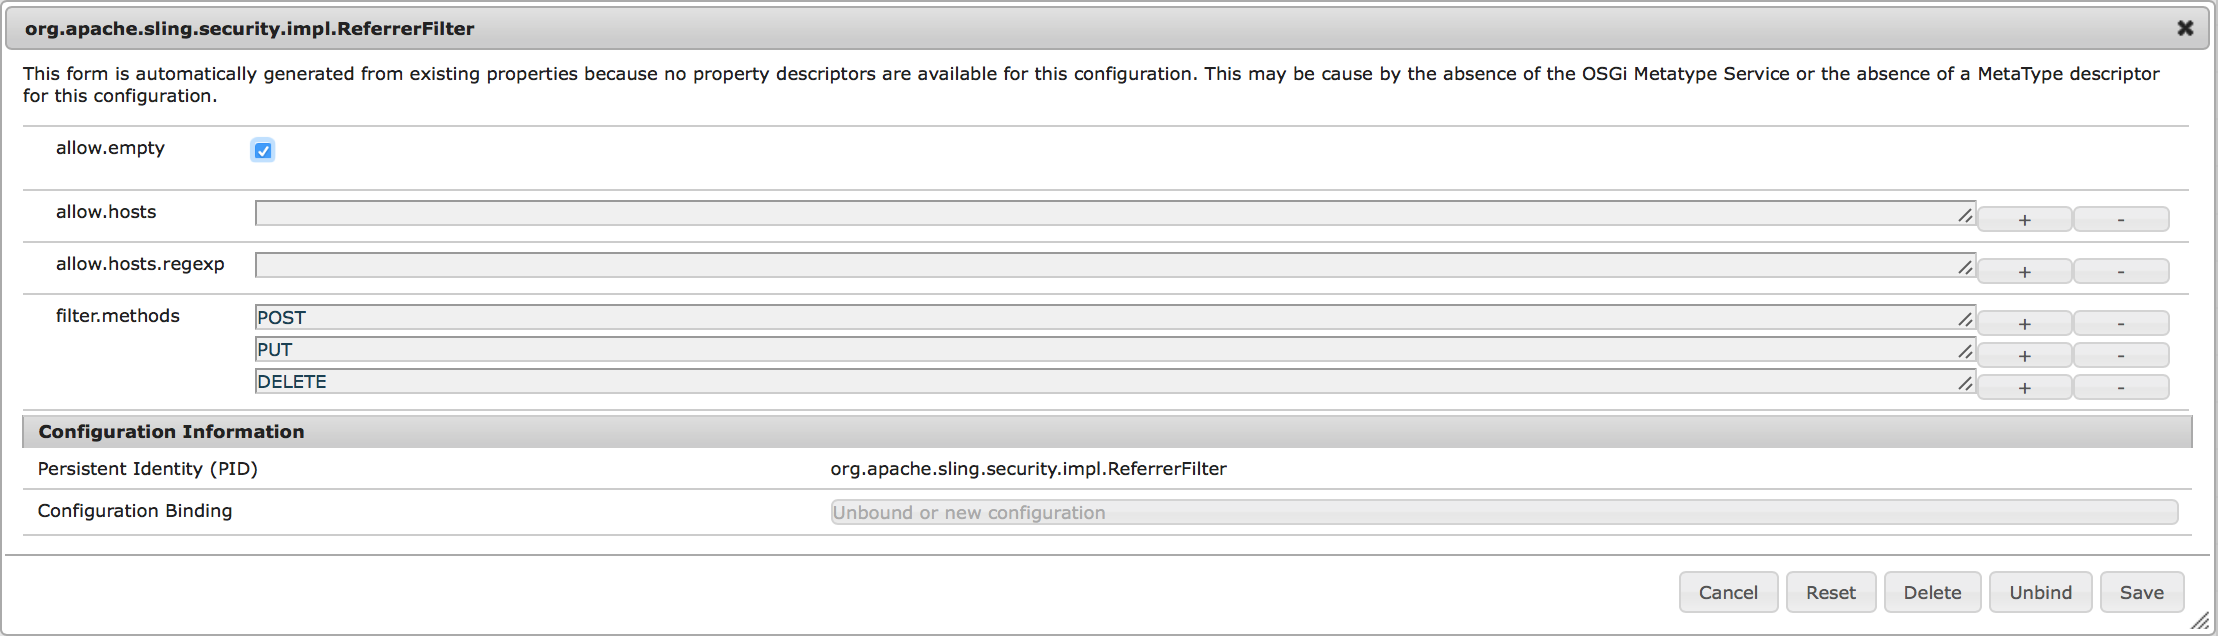 org.apache.sling.security.impl.ReferrerFilter
This form is automatically generated from existing properties because no property descriptors are available for this configuration. This may be cause by the absence of the OSGi Metatype Service or the absence of a MetaType descriptor
for this configuration.
allow.empty
allow.hosts
+ -
allow.hosts.regexp
+ -
filter.methods
POST
+ -
PUT
+ -
DELETE
+ -
Configuration Information
Persistent Identity (PID)
org.apache.sling.security.impl.ReferrerFilter
Configuration Binding
Unbound or new configuration
Cancel Reset Delete Unbind Save